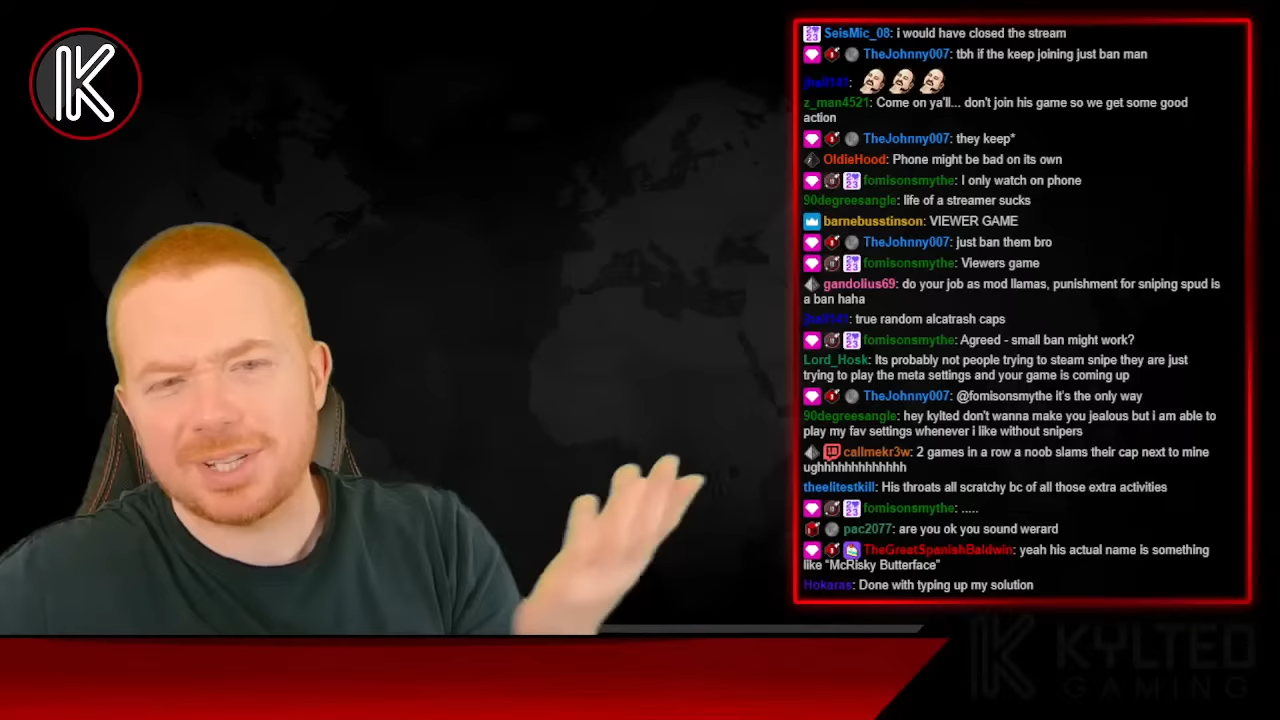 K
SeisMic_08: i would have closed the stream
TheJohnny007: tbh if the keep joining just ban man
jhalf141:
z_man4521: Come on ya'll... don't join his game so we get some good
action
TheJohnny007: they keep*
OldieHood: Phone might be bad on its own
fomisonsmythe: I only watch on phone
90degreesangle: life of a streamer sucks
barnebusstinson: VIEWER GAME
TheJohnny007: just ban them bro
fomisonsmythe: Viewers game
gandolius69: do your job as mod llamas, punishment for sniping spud is
a ban haha
jhalf141: true random alcatrash caps
fomisonsmythe: Agreed - small ban might work?
Lord_Hosk: Its probably not people trying to steam snipe they are just
trying to play the meta settings and your game is coming up
TheJohnny007: @fomisonsmythe It's the only way
90degreesangle: hey kylted don't wanna make you jealous but i am able to
play my fav settings whenever i like without snipers
callmekr3w: 2 games in a row a noob slams their cap next to mine
ughhhhhhhhhhhhh
theelitestkill: His throats all scratchy bc of all those extra activities
fomisonsmythe: .....
pac2077: are you ok you sound werard
TheGreatSpanishBaldwin: yeah his actual name is something
like "McRisky Butterface"
Hokaras: Done with typing up my solution
K KYLTED
GAMING